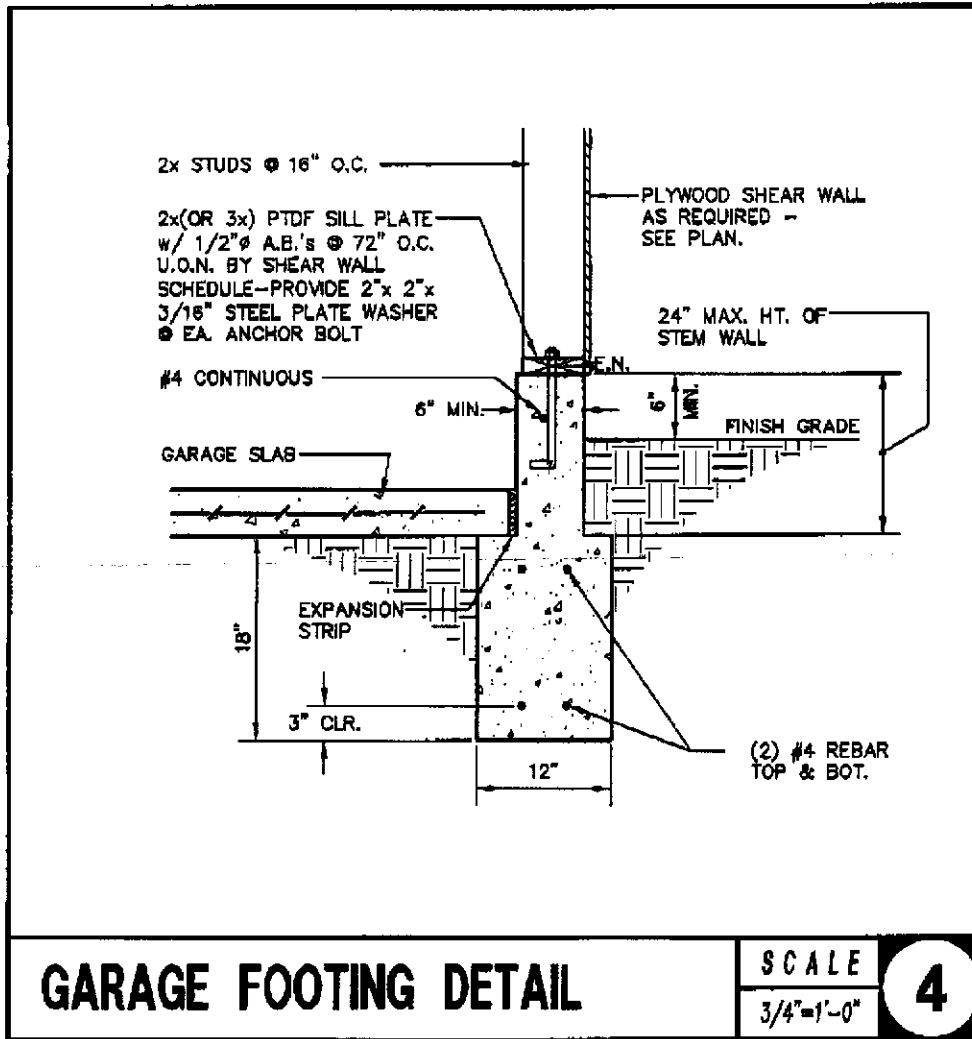 2x STUDS @ 16" O.C.
2x(OR 3x) PTDF SILL PLATE
w/ 1/2"ø A.B.'s @ 72" O.C.
U.O.N. BY SHEAR WALL
SCHEDULE-PROVIDE 2"x 2"x
3/16" STEEL PLATE WASHER
@ EA. ANCHOR BOLT
PLYWOOD SHEAR WALL
AS REQUIRED -
SEE PLAN.
24" MAX. HT. OF
STEM WALL
E.N.
#4 CONTINUOUS
6" MIN.
6"
MIN.
FINISH GRADE
GARAGE SLAB
EXPANSION
STRIP
18"
3" CLR.
12"
(2) #4 REBAR
TOP & BOT.
GARAGE FOOTING DETAIL
SCALE
3/4"=1'-0"
4